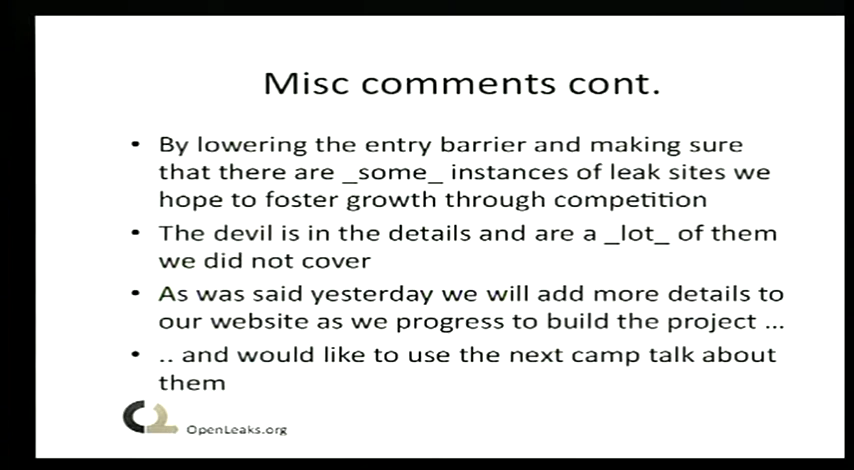 Misc comments cont.
• By lowering the entry barrier and making sure
that there are _some_ instances of leak sites we
hope to foster growth through competition
• The devil is in the details and are a _lot_ of them
we did not cover
• As was said yesterday we will add more details to
our website as we progress to build the project ...
• .. and would like to use the next camp talk about
them
OpenLeaks.org